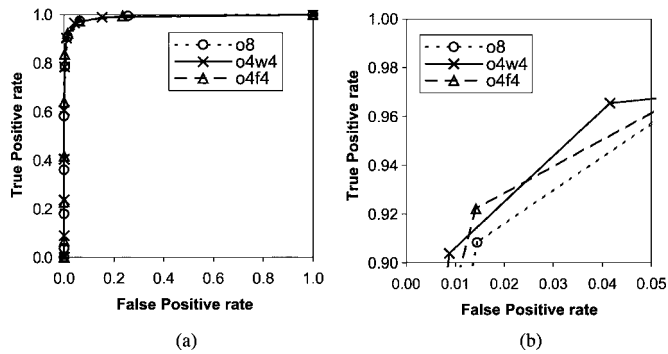 1.0
0.8
0.6
0.4
0.2
0.0
True Positive rate
o8
o4w4
o4f4
0.0 0.2 0.4 0.6 0.8 1.0
False Positive rate
(a)
1.00
0.98
0.96
0.94
0.92
0.90
True Positive rate
o8
o4w4
o4f4
0.00 0.01 0.02 0.03 0.04 0.05
False Positive rate
(b)